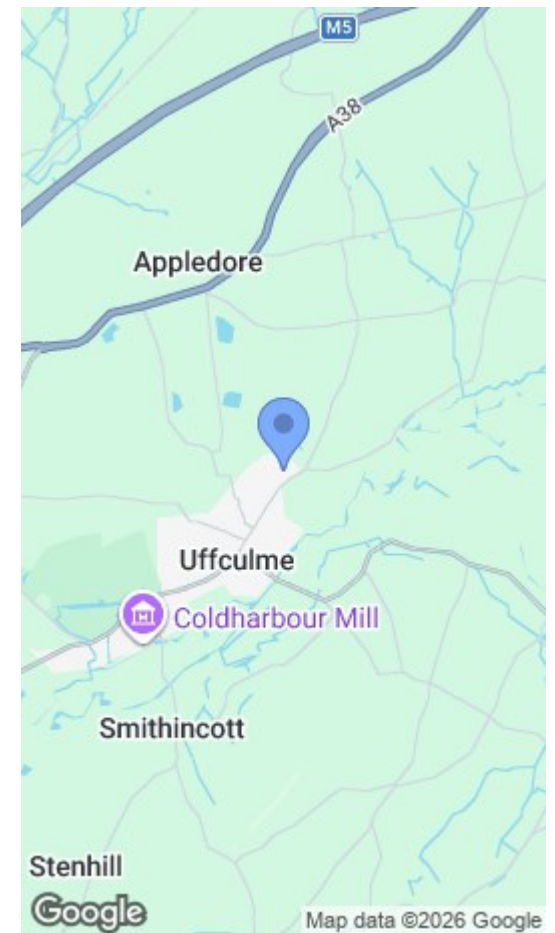 M5
A38
Appledore
Uffculme
Coldharbour Mill
Smithincott
Stenhill
Google
Map data ©2026 Google